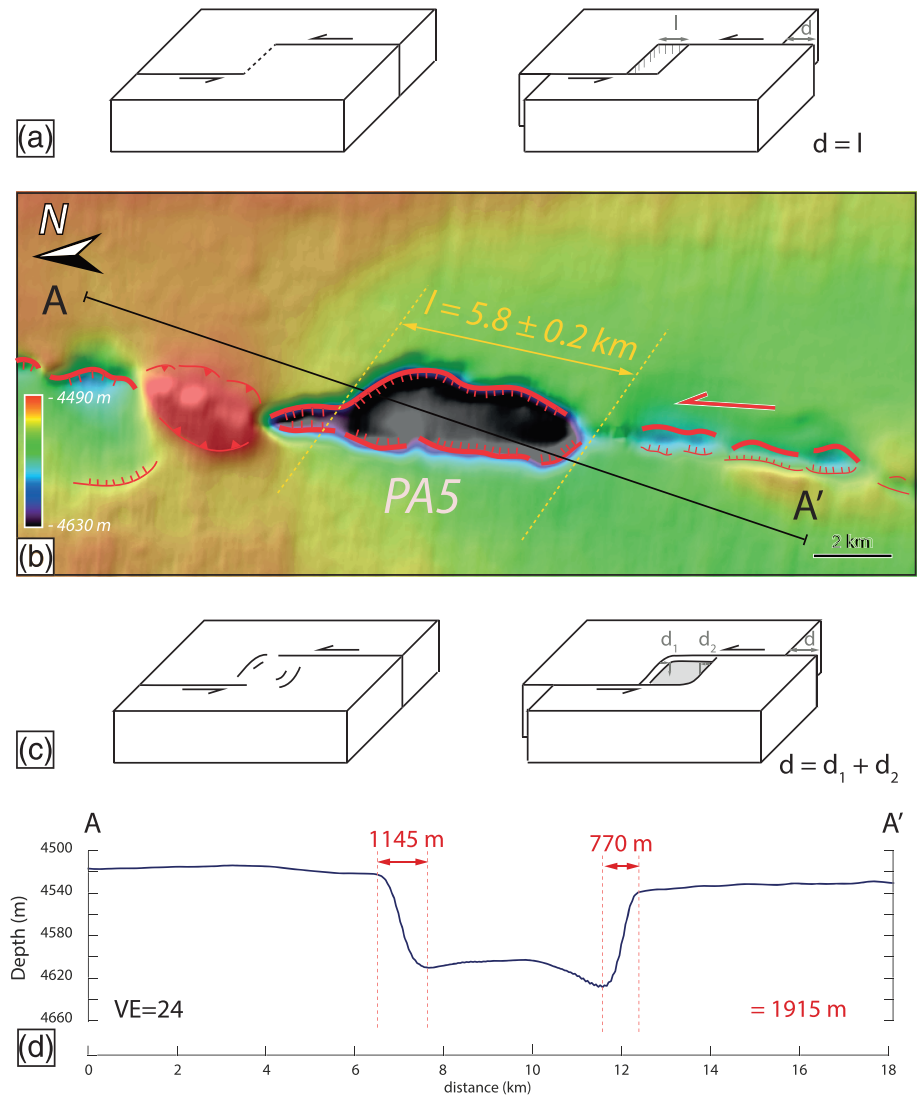 (a)
l
d
d = l
N
A
l = 5.8 ± 0.2 km
- 4490 m
- 4630 m
PA5
A'
2 km
(b)
(c)
d1
d2
d
d = d1 + d2
A
A'
1145 m
770 m
4500
4540
4580
4620
4660
Depth (m)
VE=24
= 1915 m
(d)
0
2
4
6
8
10
12
14
16
18
distance (km)